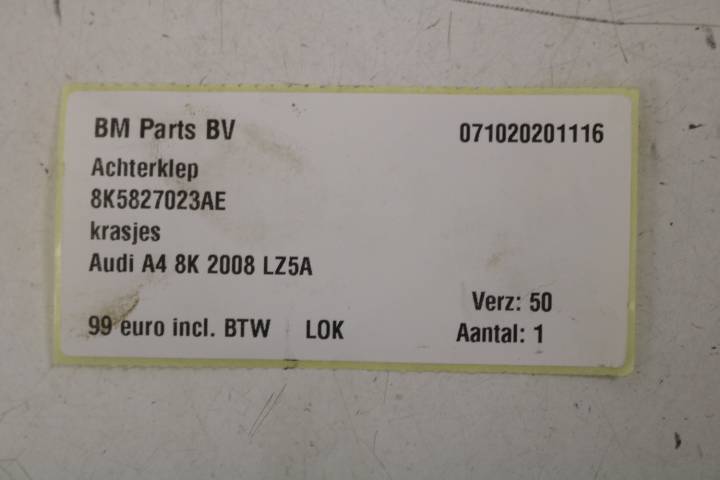 BM Parts BV 071020201116
Achterklep
8K5827023AE
krasjes
Audi A4 8K 2008 LZ5A
Verz: 50
99 euro incl. BTW LOK Aantal: 1